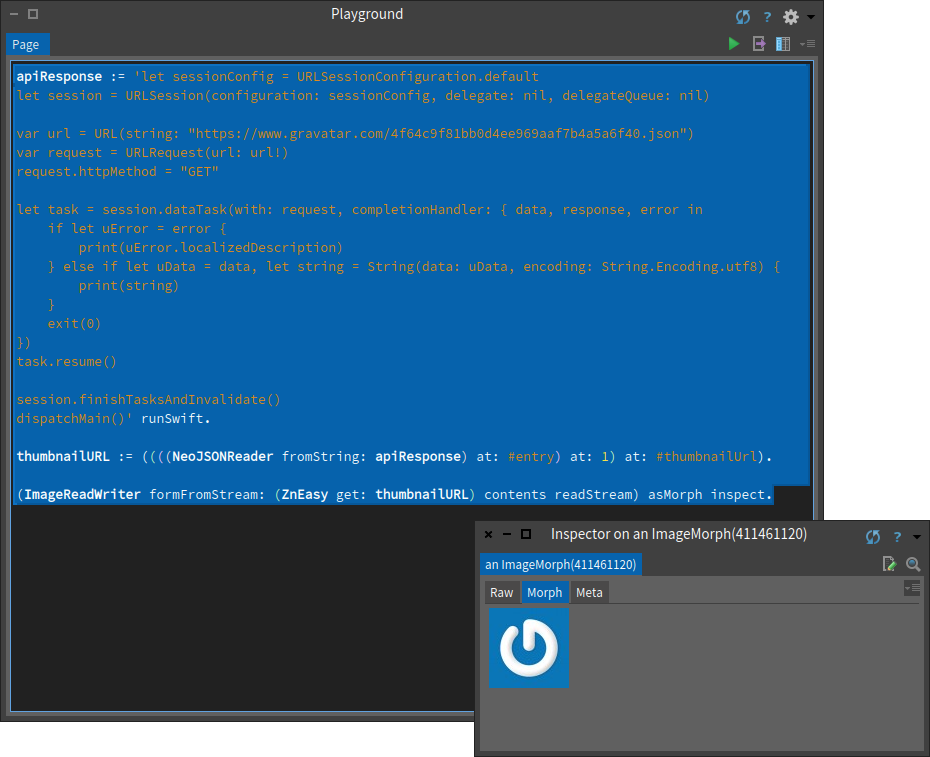 Playground
?
Page
apiResponse := 'let sessionConfig = URLSessionConfiguration.default
let session = URLSession(configuration: sessionConfig, delegate: nil, delegateQueue: nil)
var url = URL(string: "https://www.gravatar.com/4f64c9f81bb0d4ee969aaf7b4a5a6f40.json")
var request = URLRequest(url: url!)
request.httpMethod = "GET"
let task = session.dataTask(with: request, completionHandler: { data, response, error in
    if let uError = error {
        print(uError.localizedDescription)
    } else if let uData = data, let string = String(data: uData, encoding: String.Encoding.utf8) {
        print(string)
    }
    exit(0)
})
task.resume()
session.finishTasksAndInvalidate()
dispatchMain()' runSwift.
thumbnailURL := ((((NeoJSONReader fromString: apiResponse) at: #entry) at: 1) at: #thumbnailUrl).
(ImageReadWriter formFromStream: (ZnEasy get: thumbnailURL) contents readStream) asMorph inspect.
Inspector on an ImageMorph(411461120)
?
an ImageMorph(411461120)
Raw Morph Meta